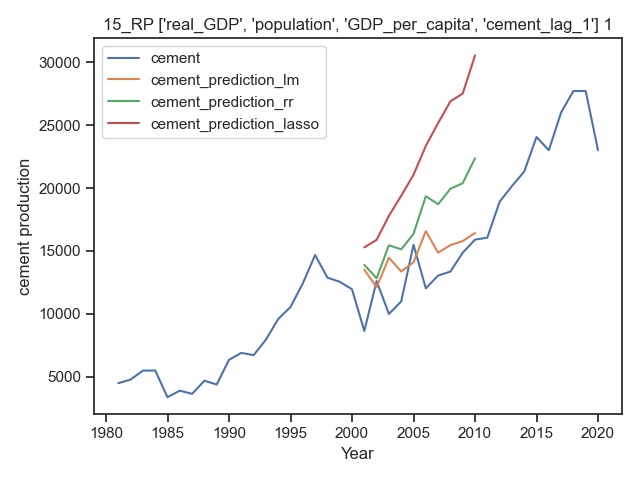 15_RP ['real_GDP', 'population', 'GDP_per_capita', 'cement_lag_1'] 1
cement
cement_prediction_lm
cement_prediction_rr
cement_prediction_lasso
30000
25000
20000
15000
10000
5000
cement production
1980 1985 1990 1995 2000 2005 2010 2015 2020
Year